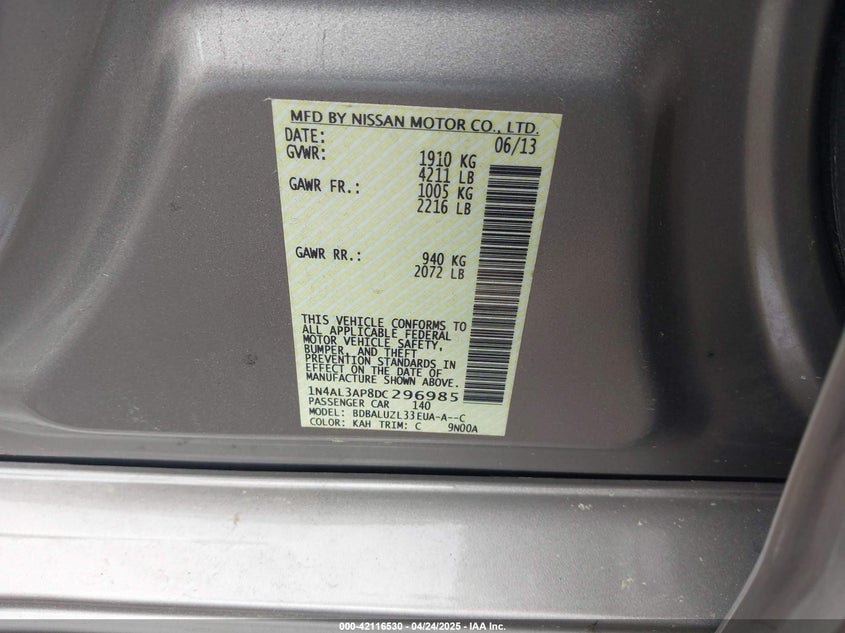 MFD BY NISSAN MOTOR CO., LTD.
DATE: 06/13
GVWR: 1910 KG
4211 LB
GAWR FR.: 1005 KG
2216 LB
GAWR RR.: 940 KG
2072 LB
THIS VEHICLE CONFORMS TO
ALL APPLICABLE FEDERAL
MOTOR VEHICLE SAFETY,
BUMPER, AND THEFT
PREVENTION STANDARDS IN
EFFECT ON THE DATE OF
MANUFACTURE SHOWN ABOVE.
1N4AL3AP8DC296985
PASSENGER CAR 140
MODEL: BDBALUZL33EUA-A--C
COLOR: KAH TRIM: C 9N00A
000-42116530 - 04/24/2025 - IAA Inc.